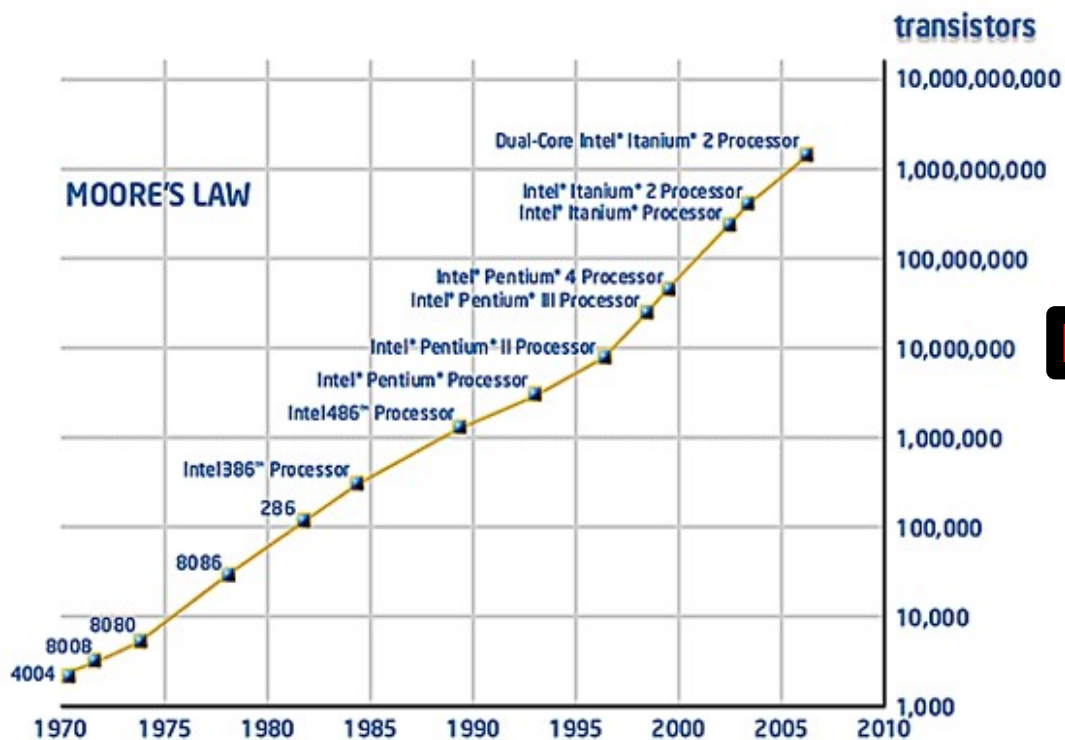 transistors
10,000,000,000
Dual-Core Intel® Itanium® 2 Processor
1,000,000,000
MOORE'S LAW
Intel® Itanium® 2 Processor
Intel® Itanium® Processor
100,000,000
Intel® Pentium® 4 Processor
Intel® Pentium® III Processor
10,000,000
Intel® Pentium® II Processor
Intel® Pentium® Processor
Intel486™ Processor
1,000,000
Intel386™ Processor
286
100,000
8086
10,000
8080
8008
4004
1,000
1970 1975 1980 1985 1990 1995 2000 2005 2010